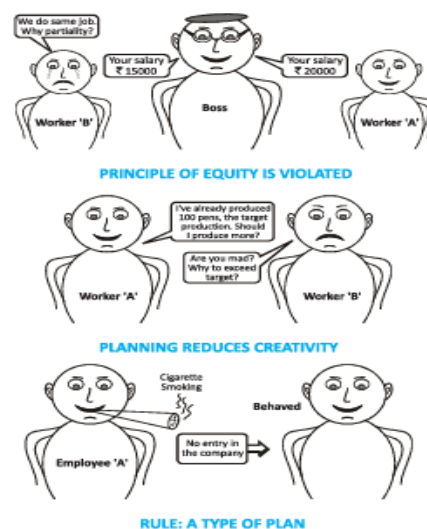 We do same job.
Why partiality?
Your salary
₹ 15000
Your salary
₹ 20000
Worker 'B'
Boss
Worker 'A'
PRINCIPLE OF EQUITY IS VIOLATED
I've already produced
100 pens, the target
production. Should
I produce more?
Are you mad?
Why to exceed
target?
Worker 'A'
Worker 'B'
PLANNING REDUCES CREATIVITY
Cigarette
Smoking
Behaved
No entry in
the company
Employee 'A'
RULE: A TYPE OF PLAN